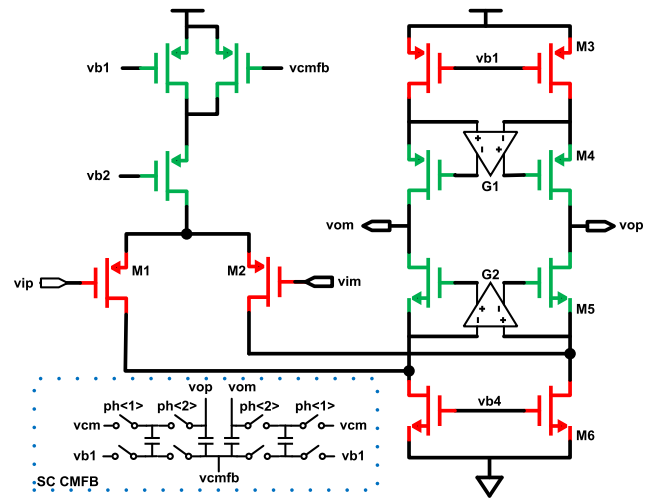 M3
vb1
vcmfb
vb1
M4
G1
vb2
vom
vop
M1
M2
G2
vip
vim
M5
vop
vom
ph<1>
ph<2>
ph<2>
ph<1>
vcm
vcm
vb4
M6
vb1
vb1
vcmfb
SC CMFB
+
-
-
+
+
-
-
+